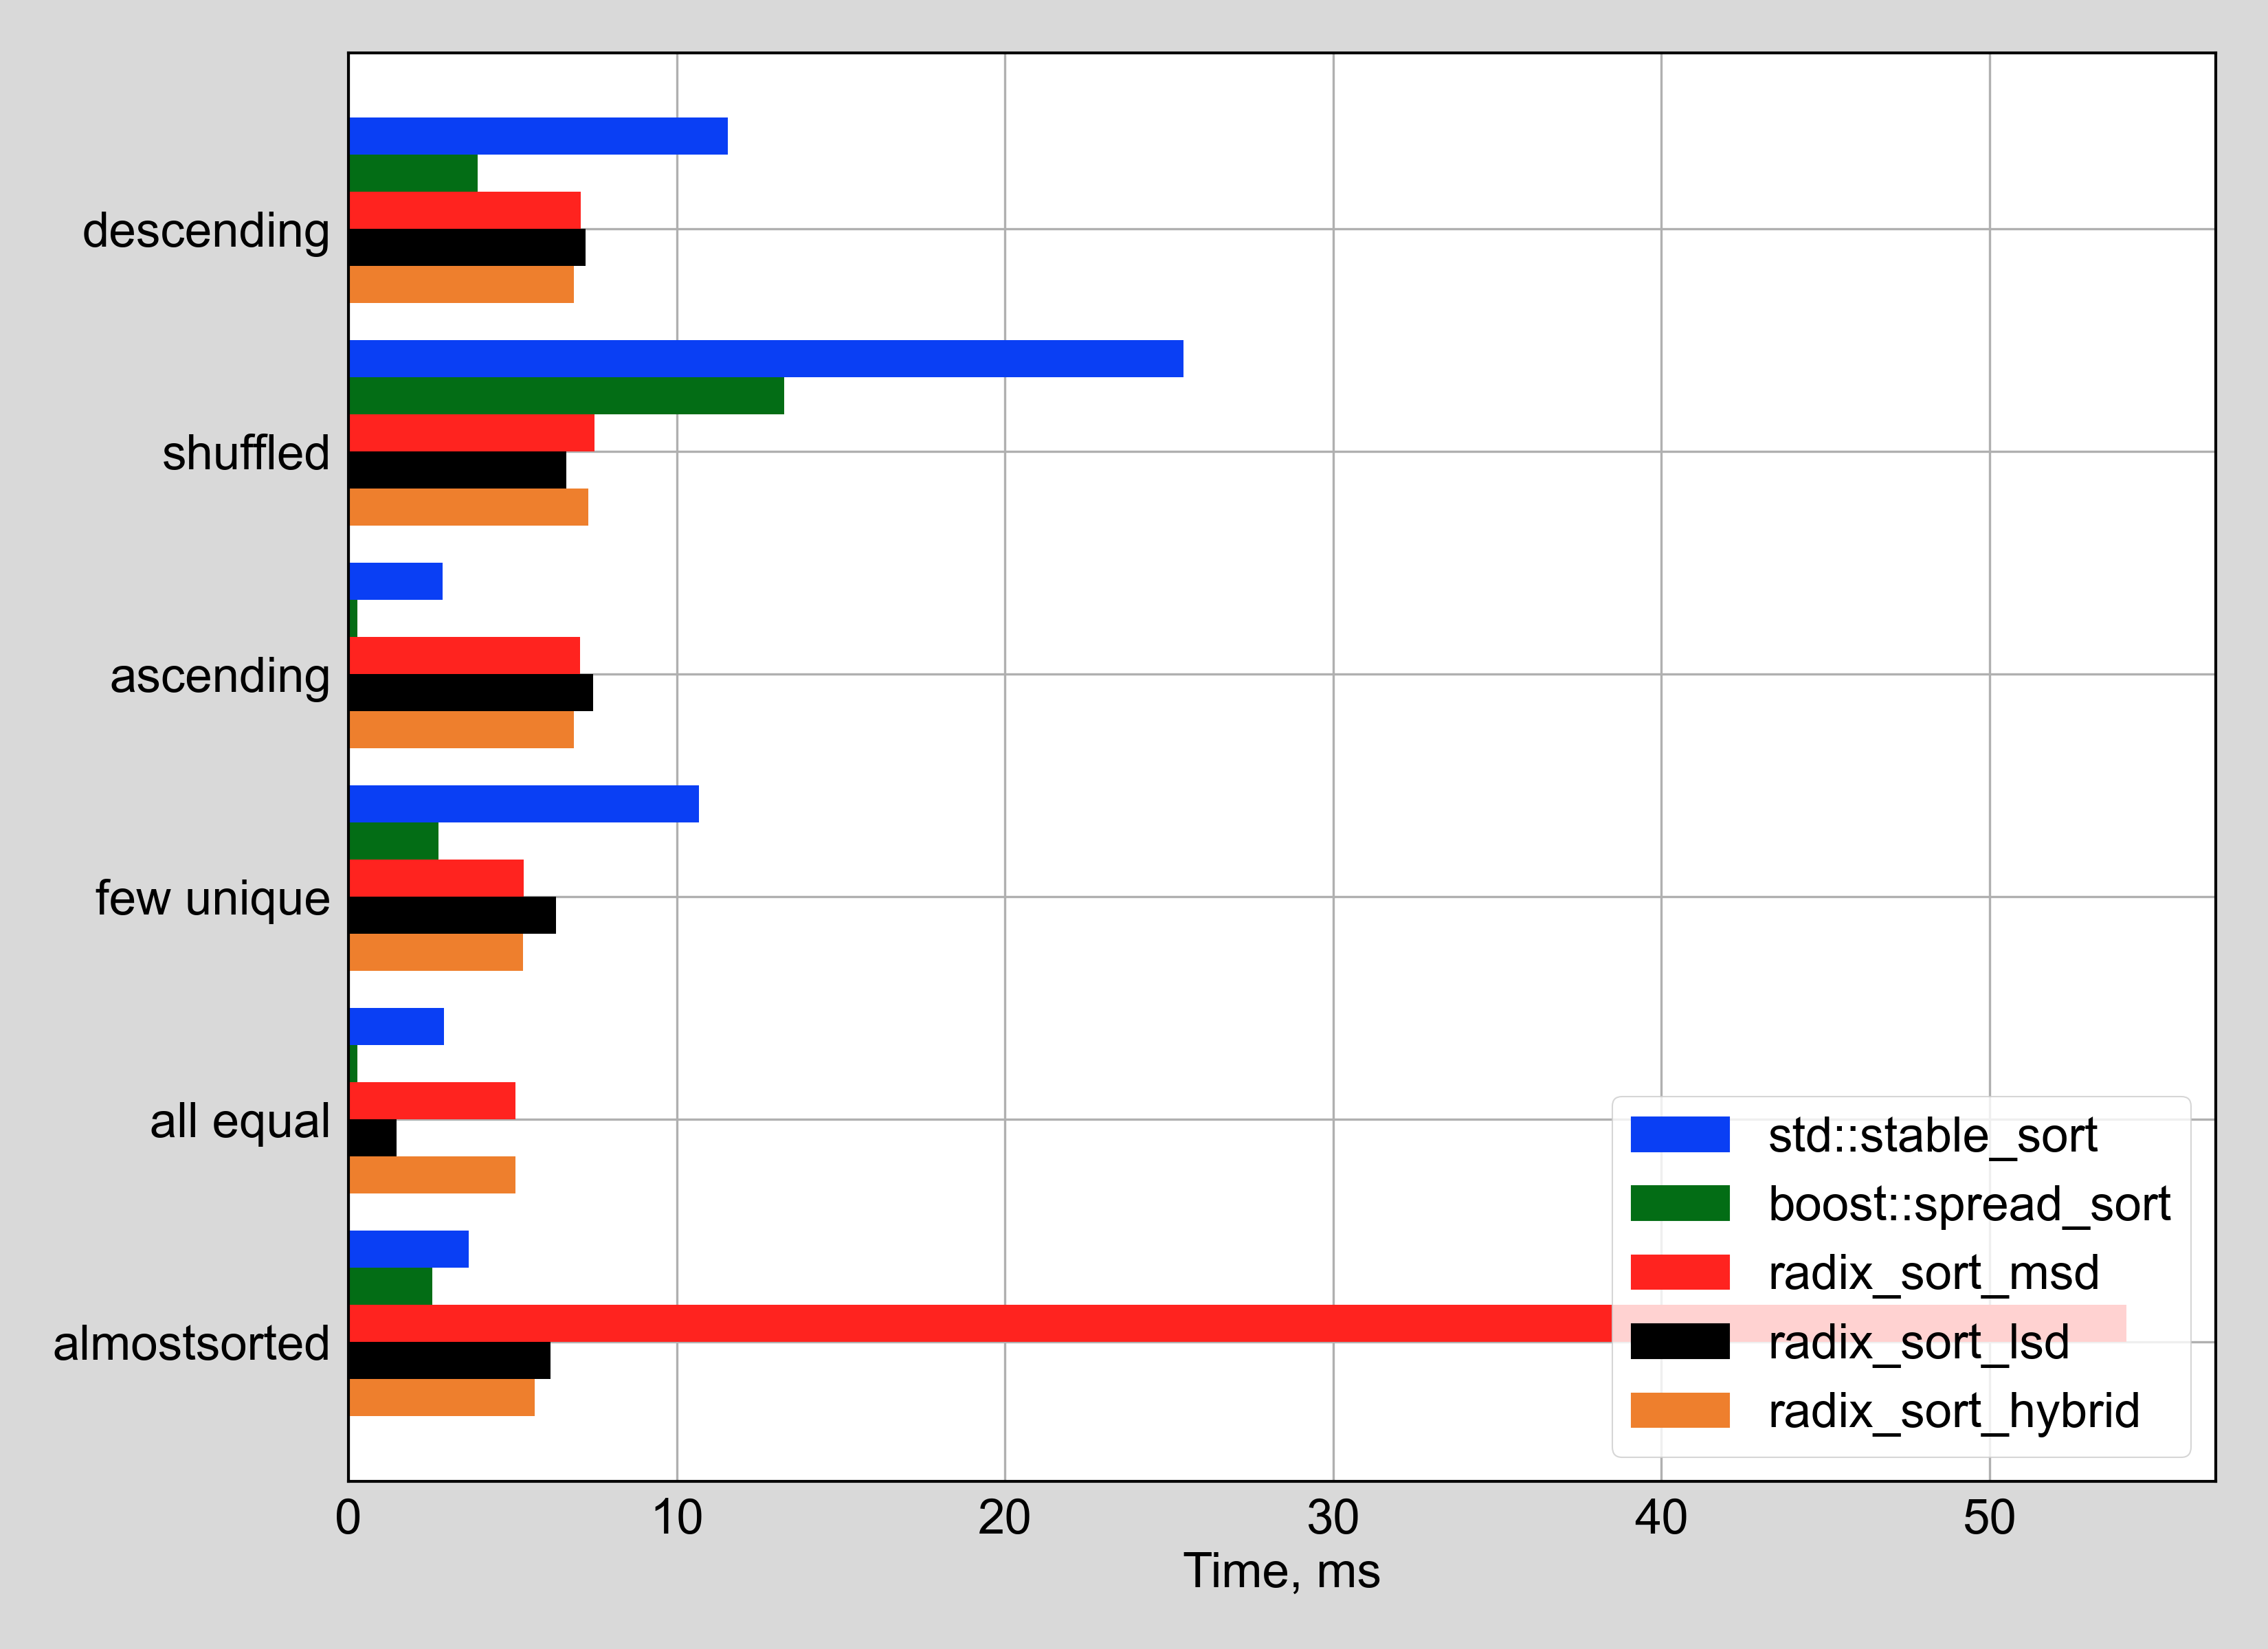 descending
shuffled
ascending
few unique
all equal
almostsorted
std::stable_sort
boost::spread_sort
radix_sort_msd
radix_sort_lsd
radix_sort_hybrid
0 10 20 30 40 50
Time, ms